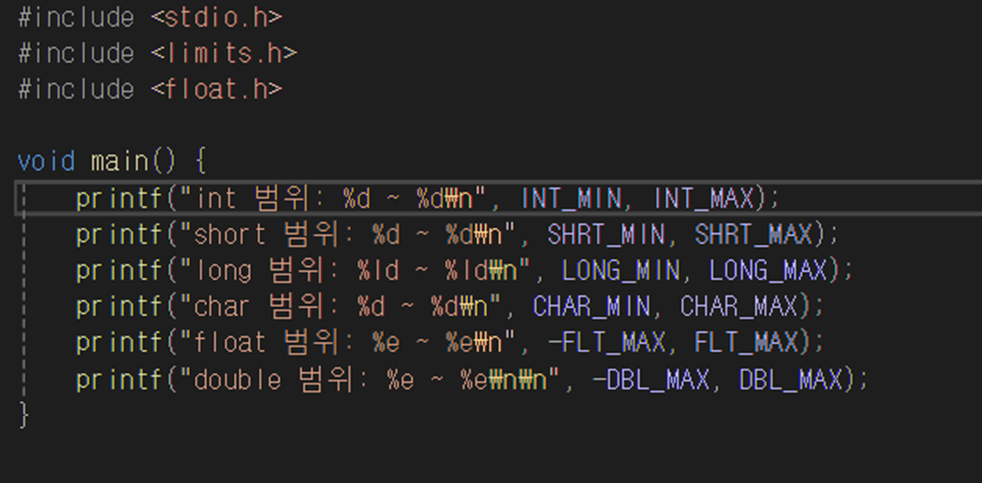 #include <stdio.h>
#include <limits.h>
#include <float.h>
void main() {
printf("int 범위: %d ~ %d₩n", INT_MIN, INT_MAX);
printf("short 범위: %d ~ %d₩n", SHRT_MIN, SHRT_MAX);
printf("long 범위: %ld ~ %ld₩n", LONG_MIN, LONG_MAX);
printf("char 범위: %d ~ %d₩n", CHAR_MIN, CHAR_MAX);
printf("float 범위: %e ~ %e₩n", -FLT_MAX, FLT_MAX);
printf("double 범위: %e ~ %e₩n₩n", -DBL_MAX, DBL_MAX);
}